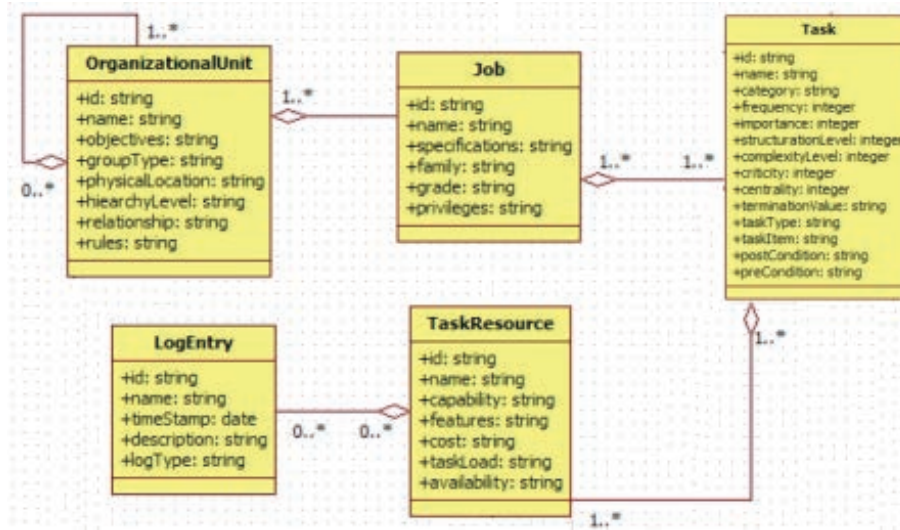 1..*
OrganizationalUnit
+id: string
+name: string
+objectives: string
+groupType: string
+physicalLocation: string
+hiearchyLevel: string
+relationship: string
+rules: string
0..*
1..*
Job
+id: string
+name: string
+specifications: string
+family: string
+grade: string
+privileges: string
1..*
1..*
Task
+id: string
+name: string
+category: string
+frequency: integer
+importance: integer
+structurationLevel: integer
+complexityLevel: integer
+criticity: integer
+centrality: integer
+terminationValue: string
+taskType: string
+taskItem: string
+postCondition: string
+preCondition: string
1..*
LogEntry
+id: string
+name: string
+timeStamp: date
+description: string
+logType: string
0..*
0..*
TaskResource
+id: string
+name: string
+capability: string
+features: string
+cost: string
+taskLoad: string
+availability: string
1..*